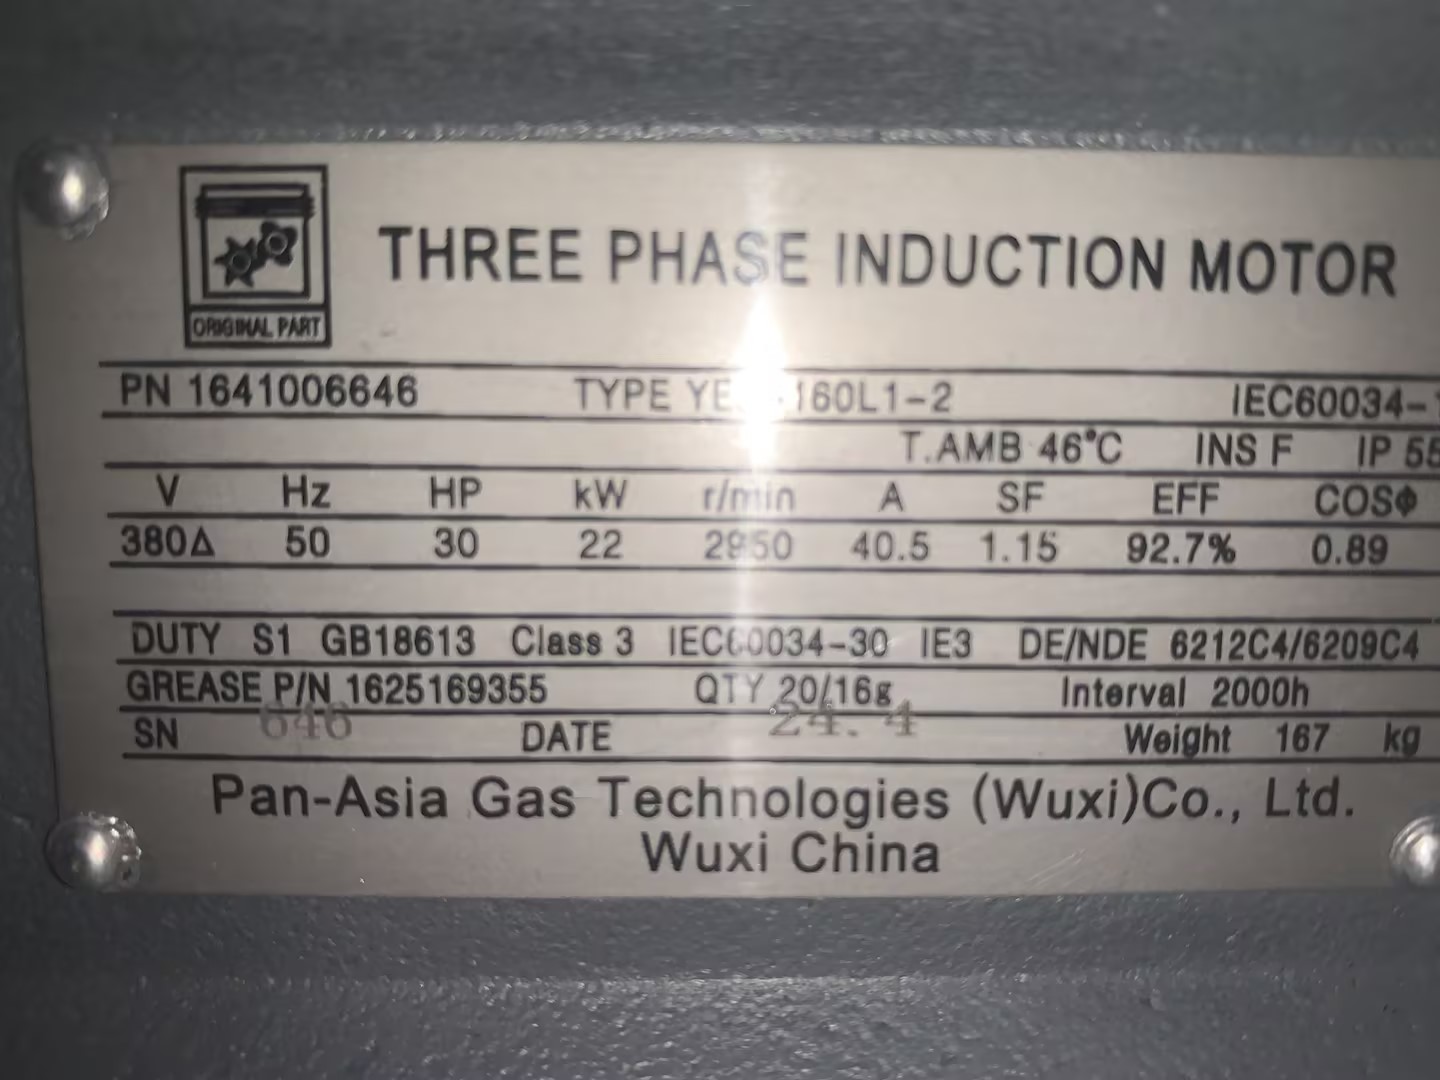 THREE PHASE INDUCTION MOTOR
ORIGINAL PART
PN 1641006646 TYPE 160L1-2 IEC60034-
T.AMB 46°C INS F IP 55
V Hz HP kW r/min A SF EFF COSΦ
380Δ 50 30 22 2950 40.5 1.15 92.7% 0.89
DUTY S1 GB18613 Class 3 IEC60034-30 IE3 DE/NDE 6212C4/6209C4
GREASE P/N 1625169355 QTY 20/16g Interval 2000h
SN 646 DATE 24. 4 Weight 167 kg
Pan-Asia Gas Technologies (Wuxi)Co., Ltd.
Wuxi China